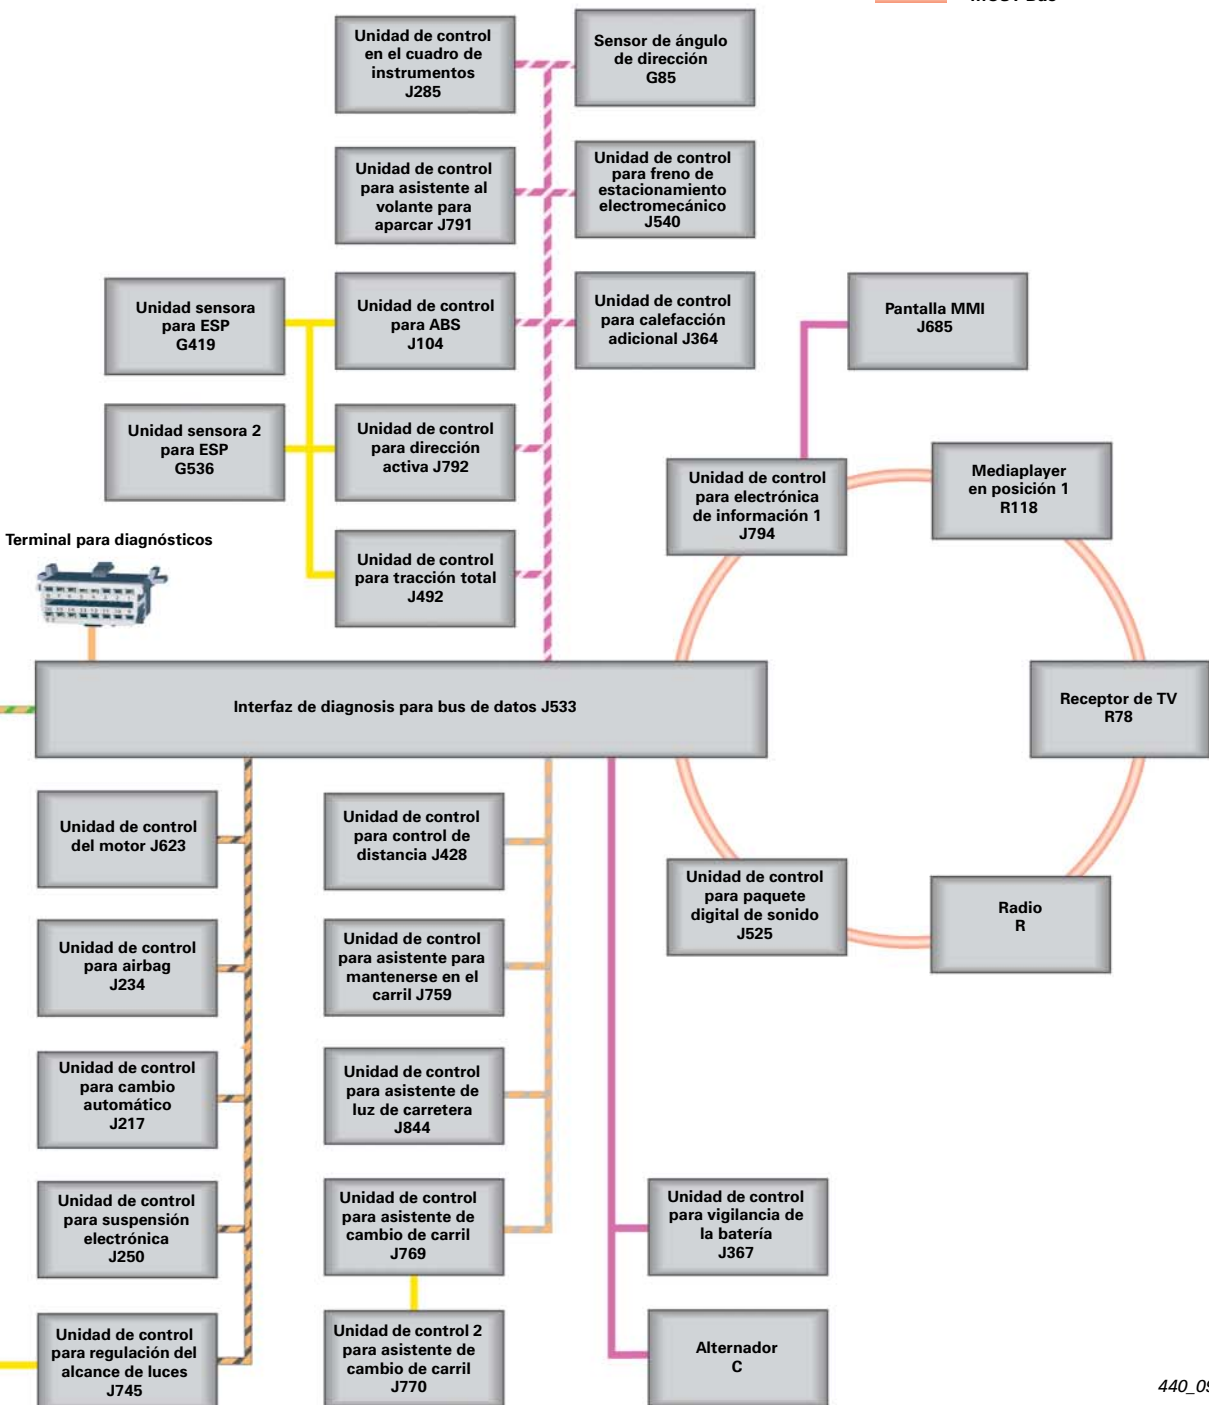 Unidad de control
en el cuadro de
instrumentos
J285
Sensor de ángulo
de dirección
G85
Unidad de control
para asistente al
volante para
aparcar J791
Unidad de control
para freno de
estacionamiento
electromecánico
J540
Unidad sensora
para ESP
G419
Unidad de control
para ABS
J104
Unidad de control
para calefacción
adicional J364
Pantalla MMI
J685
Unidad sensora 2
para ESP
G536
Unidad de control
para dirección
activa J792
Unidad de control
para electrónica
de información 1
J794
Mediaplayer
en posición 1
R118
Terminal para diagnósticos
Unidad de control
para tracción total
J492
Interfaz de diagnosis para bus de datos J533
Receptor de TV
R78
Unidad de control
del motor J623
Unidad de control
para control de
distancia J428
Unidad de control
para paquete
digital de sonido
J525
Radio
R
Unidad de control
para airbag
J234
Unidad de control
para asistente para
mantenerse en el
carril J759
Unidad de control
para cambio
automático
J217
Unidad de control
para asistente de
luz de carretera
J844
Unidad de control
para suspensión
electrónica
J250
Unidad de control
para asistente de
cambio de carril
J769
Unidad de control
para vigilancia de
la batería
J367
Unidad de control
para regulación del
alcance de luces
J745
Unidad de control 2
para asistente de
cambio de carril
J770
Alternador
C